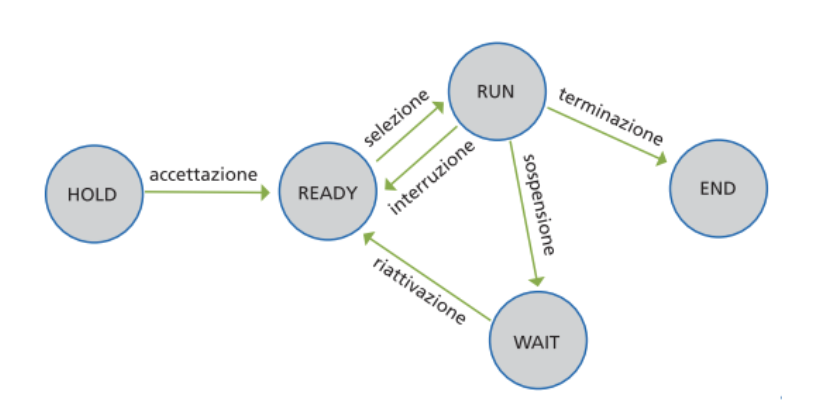 RUN
selezione
terminazione
accettazione
interruzione
sospensione
HOLD
READY
END
riattivazione
WAIT